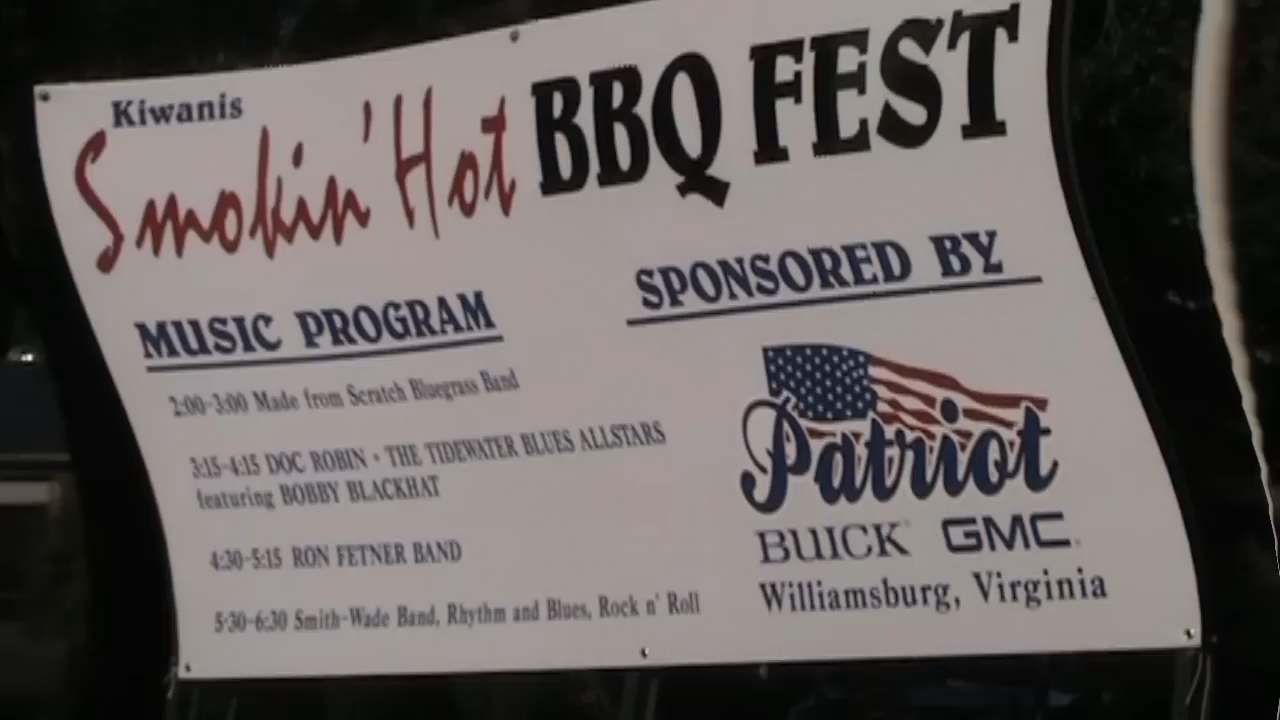 Kiwanis
Smokin' Hot BBQ FEST
MUSIC PROGRAM
2:00-3:00 Made from Scratch Bluegrass Band
3:15-4:15 DOC ROBIN • THE TIDEWATER BLUES ALLSTARS
featuring BOBBY BLACKHAT
4:30-5:15 RON FETNER BAND
5:30-6:30 Smith-Wade Band, Rhythm and Blues, Rock n' Roll
SPONSORED BY
Patriot
BUICK GMC
Williamsburg, Virginia